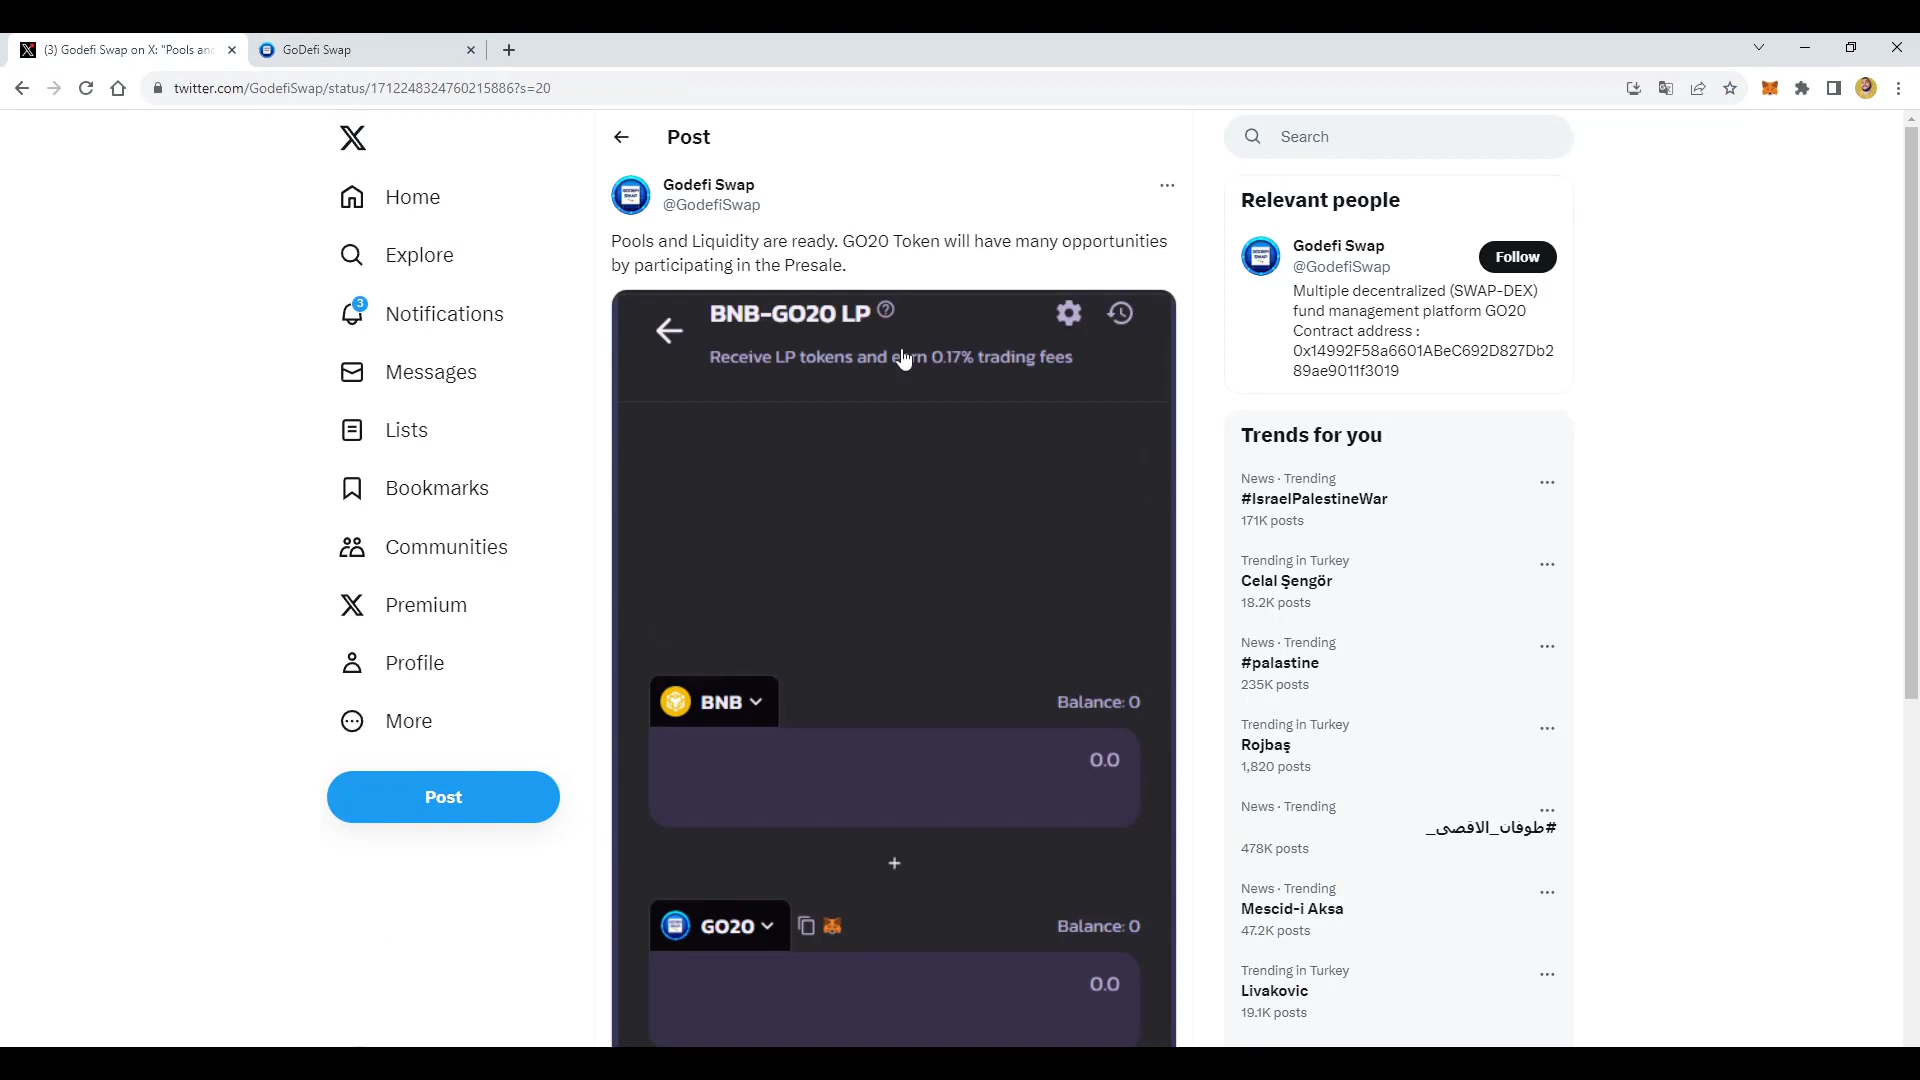 (3) Godefi Swap on X: "Pools and
GoDefi Swap
twitter.com/GodefiSwap/status/1712248324760215886?s=20
Home
Explore
3
Notifications
Messages
Lists
Bookmarks
Communities
Premium
Profile
More
Post
Post
Godefi Swap
@GodefiSwap
Pools and Liquidity are ready. GO20 Token will have many opportunities
by participating in the Presale.
BNB-GO20 LP
Receive LP tokens and earn 0.17% trading fees
BNB
Balance: 0
0.0
+
GO20
Balance: 0
0.0
Search
Relevant people
Godefi Swap
@GodefiSwap
Follow
Multiple decentralized (SWAP-DEX)
fund management platform GO20
Contract address :
0x14992F58a6601ABeC692D827Db2
89ae9011f3019
Trends for you
News · Trending
#IsraelPalestineWar
171K posts
Trending in Turkey
Celal Şengör
18.2K posts
News · Trending
#palastine
235K posts
Trending in Turkey
Rojbaş
1,820 posts
News · Trending
#طوفان_الاقصى_
478K posts
News · Trending
Mescid-i Aksa
47.2K posts
Trending in Turkey
Livakovic
19.1K posts